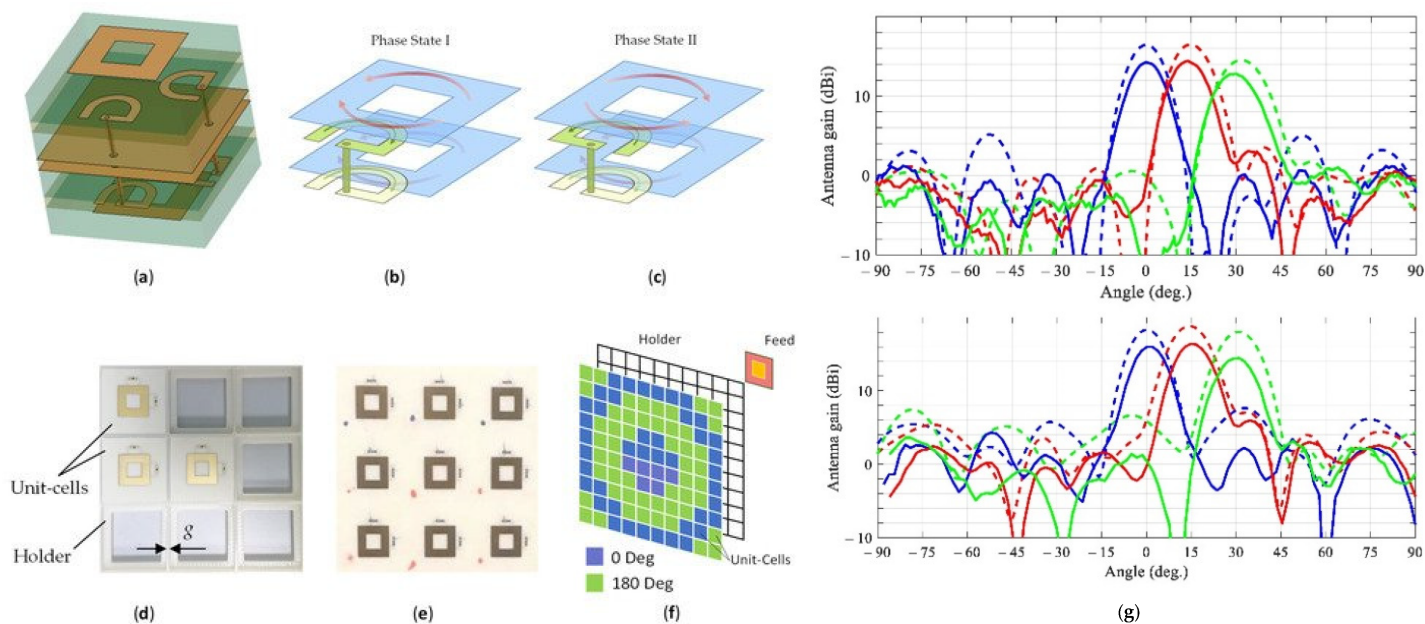 Phase State I
Phase State II
(a)
(b)
(c)
Unit-cells
Holder
g
(d)
(e)
Holder
Feed
Unit-Cells
0 Deg
180 Deg
(f)
Antenna gain (dBi)
10
0
−10
−90 −75 −60 −45 −30 −15 0 15 30 45 60 75 90
Angle (deg.)
Antenna gain (dBi)
10
0
−10
−90 −75 −60 −45 −30 −15 0 15 30 45 60 75 90
Angle (deg.)
(g)